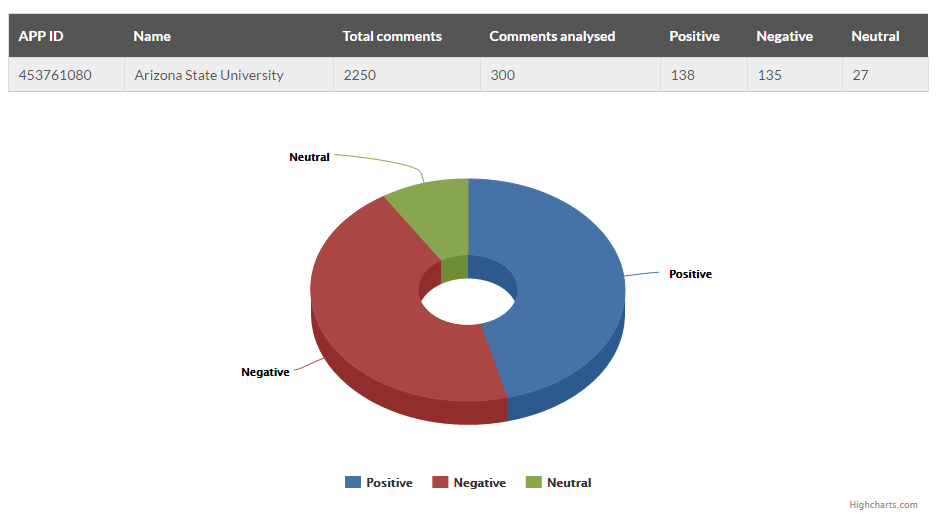 APP ID Name Total comments Comments analysed Positive Negative Neutral
453761080 Arizona State University 2250 300 138 135 27
Neutral
Positive
Negative
Positive Negative Neutral
Highcharts.com